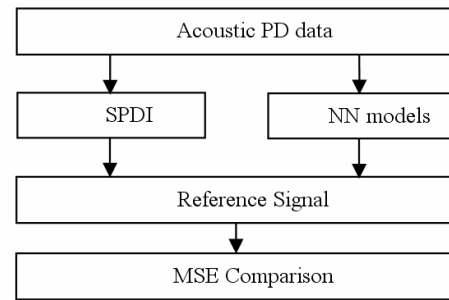 Acoustic PD data
SPDI
NN models
Reference Signal
MSE Comparison